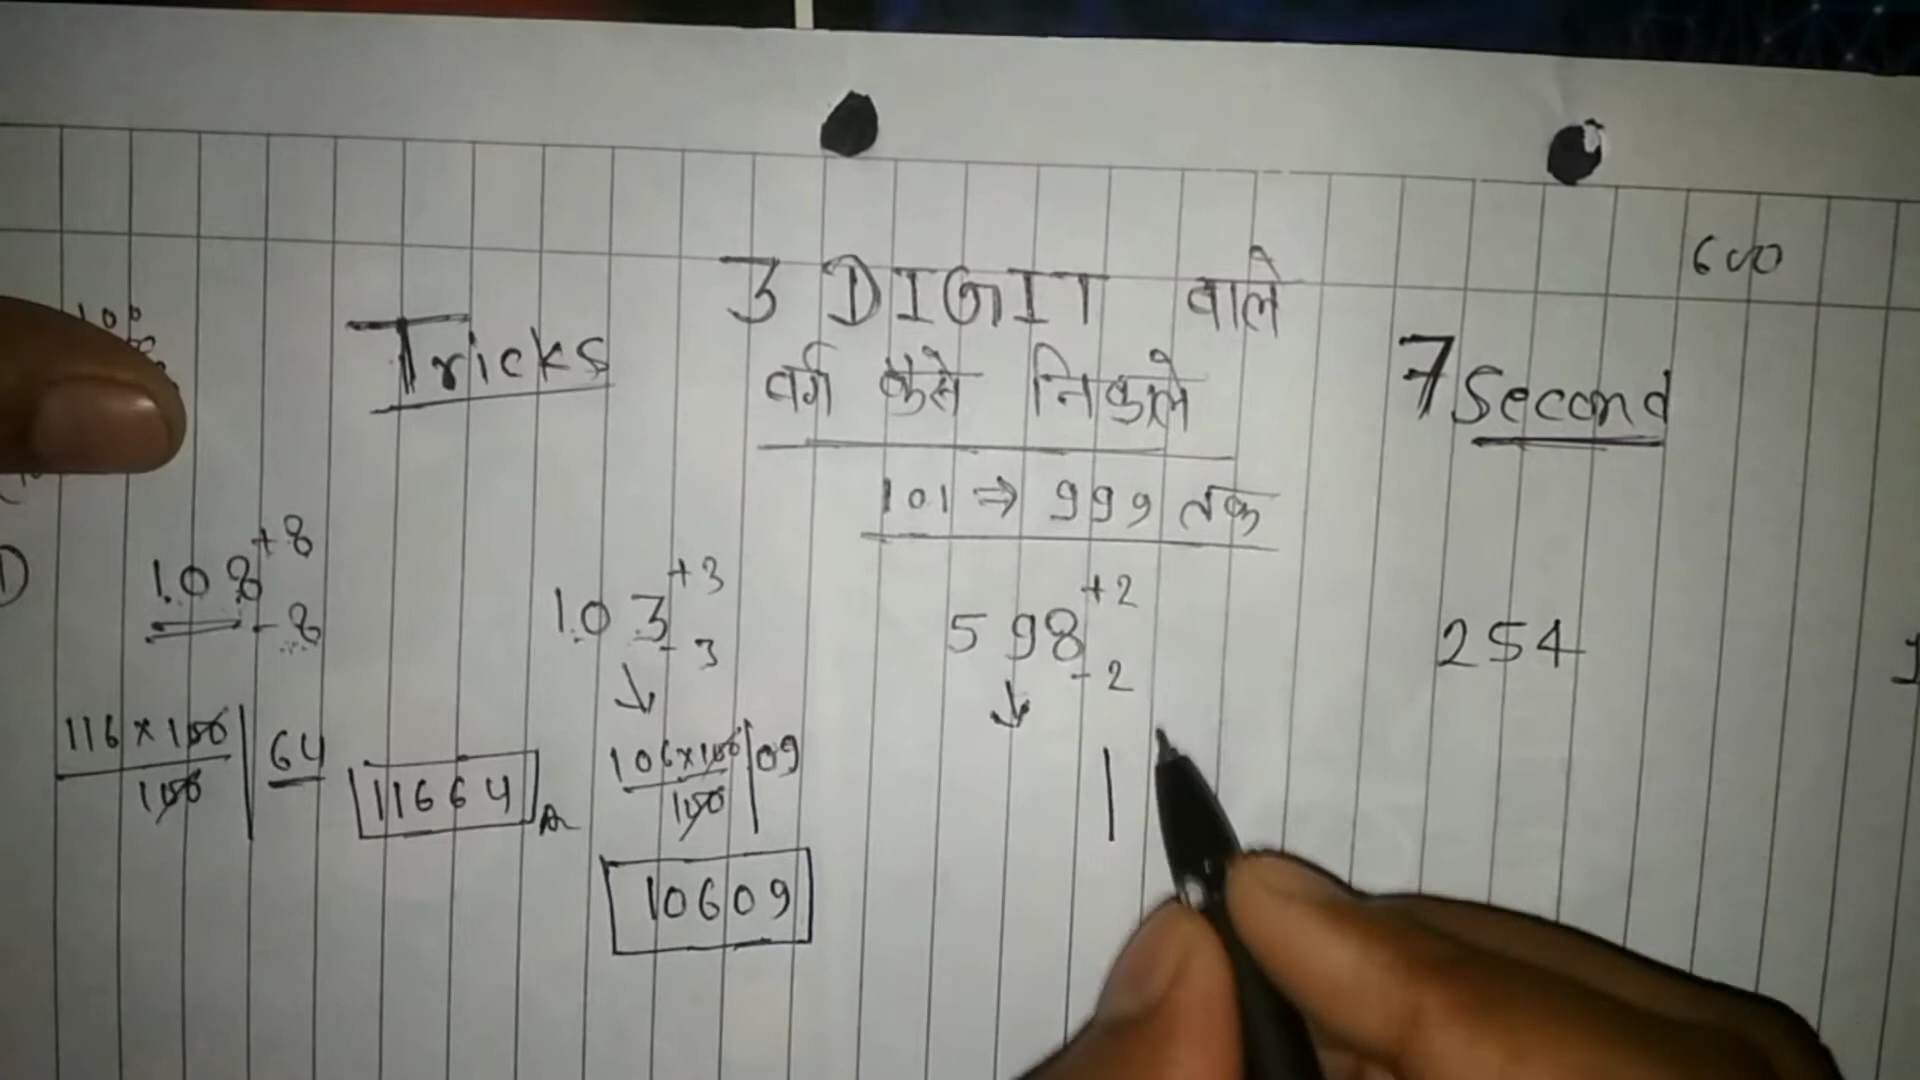 600
3 DIGIT वाले
Tricks
वर्ग कैसे निकाले
7 Second
101 ⇒ 999 तक
108 +8
-8
103 +3
-3
598 +2
-2
254
116 × 100 | 64
100
11664
106 × 100 | 09
100
10609